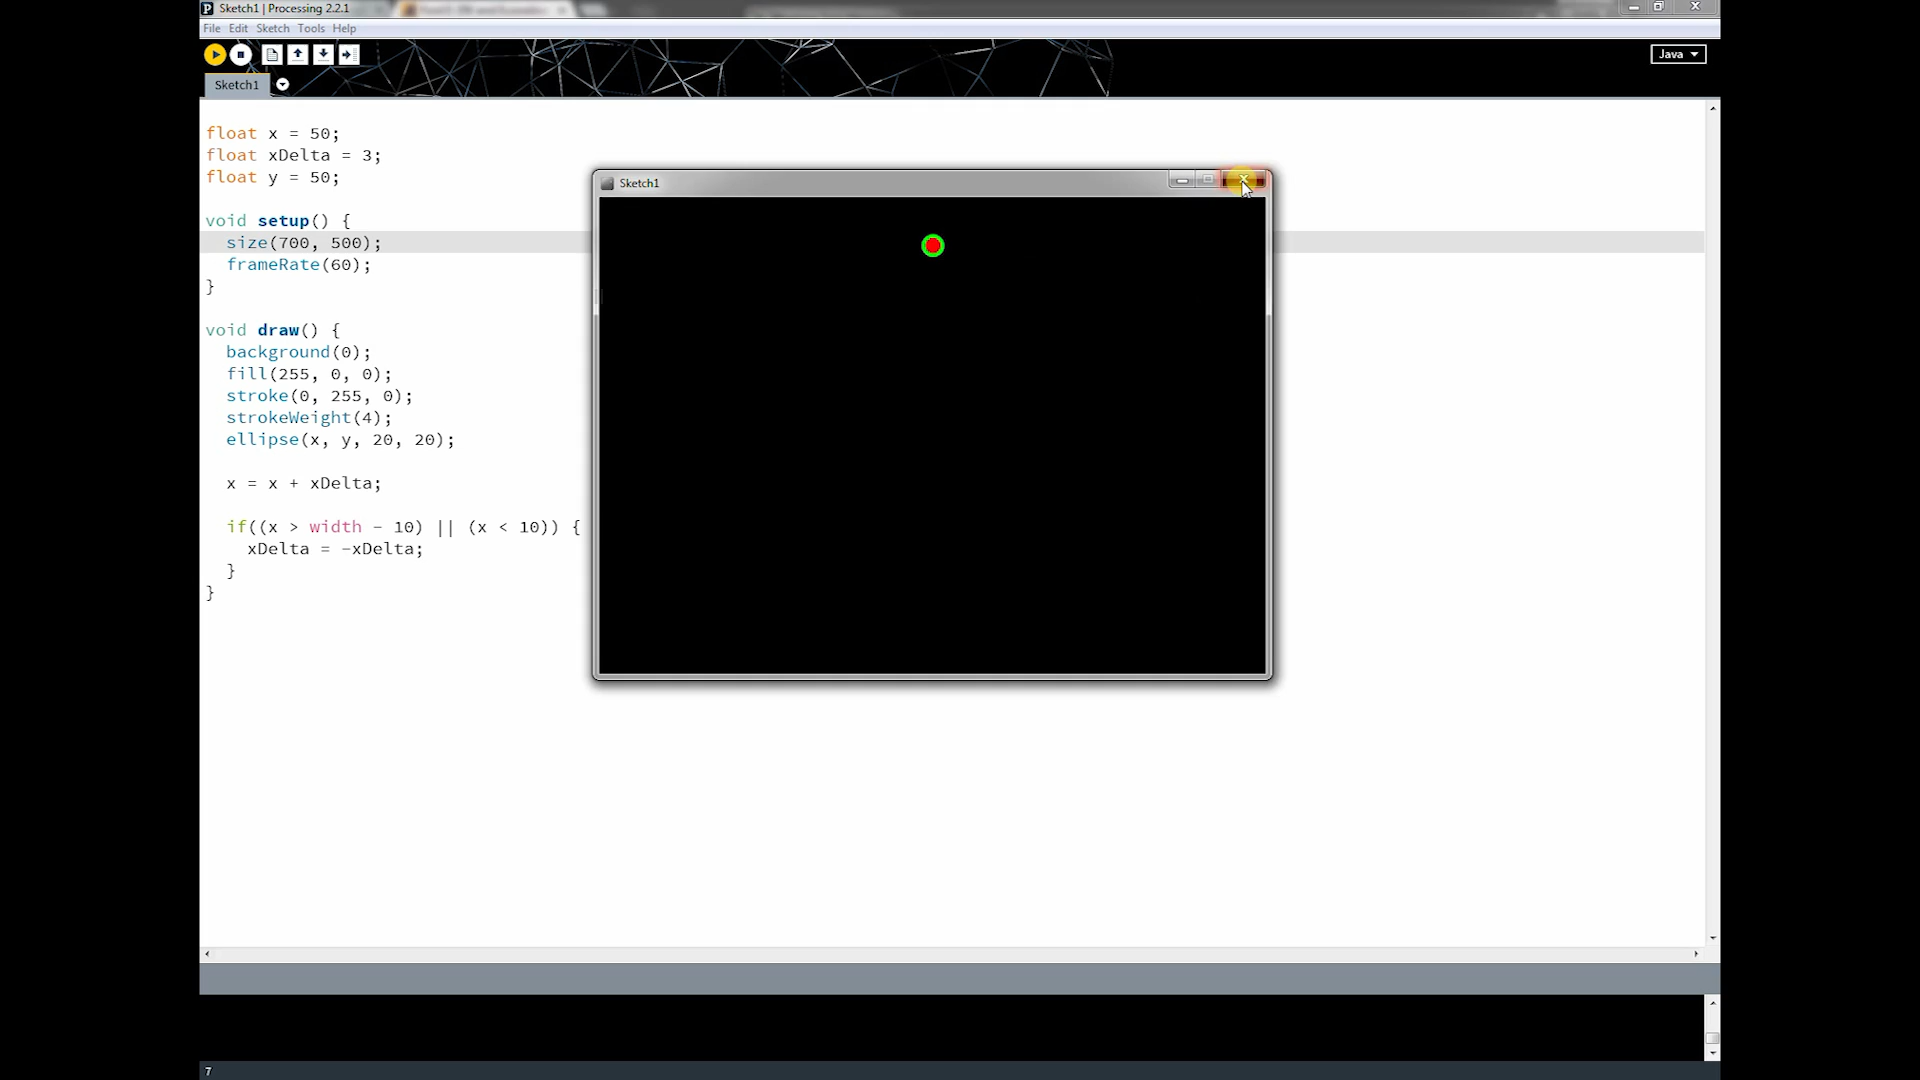 Sketch1 | Processing 2.2.1
File Edit Sketch Tools Help
Java
Sketch1
float x = 50;
float xDelta = 3;
float y = 50;
void setup() {
size(700, 500);
frameRate(60);
}
void draw() {
background(0);
fill(255, 0, 0);
stroke(0, 255, 0);
strokeWeight(4);
ellipse(x, y, 20, 20);
x = x + xDelta;
if((x > width - 10) || (x < 10)) {
xDelta = -xDelta;
}
}
Sketch1
7